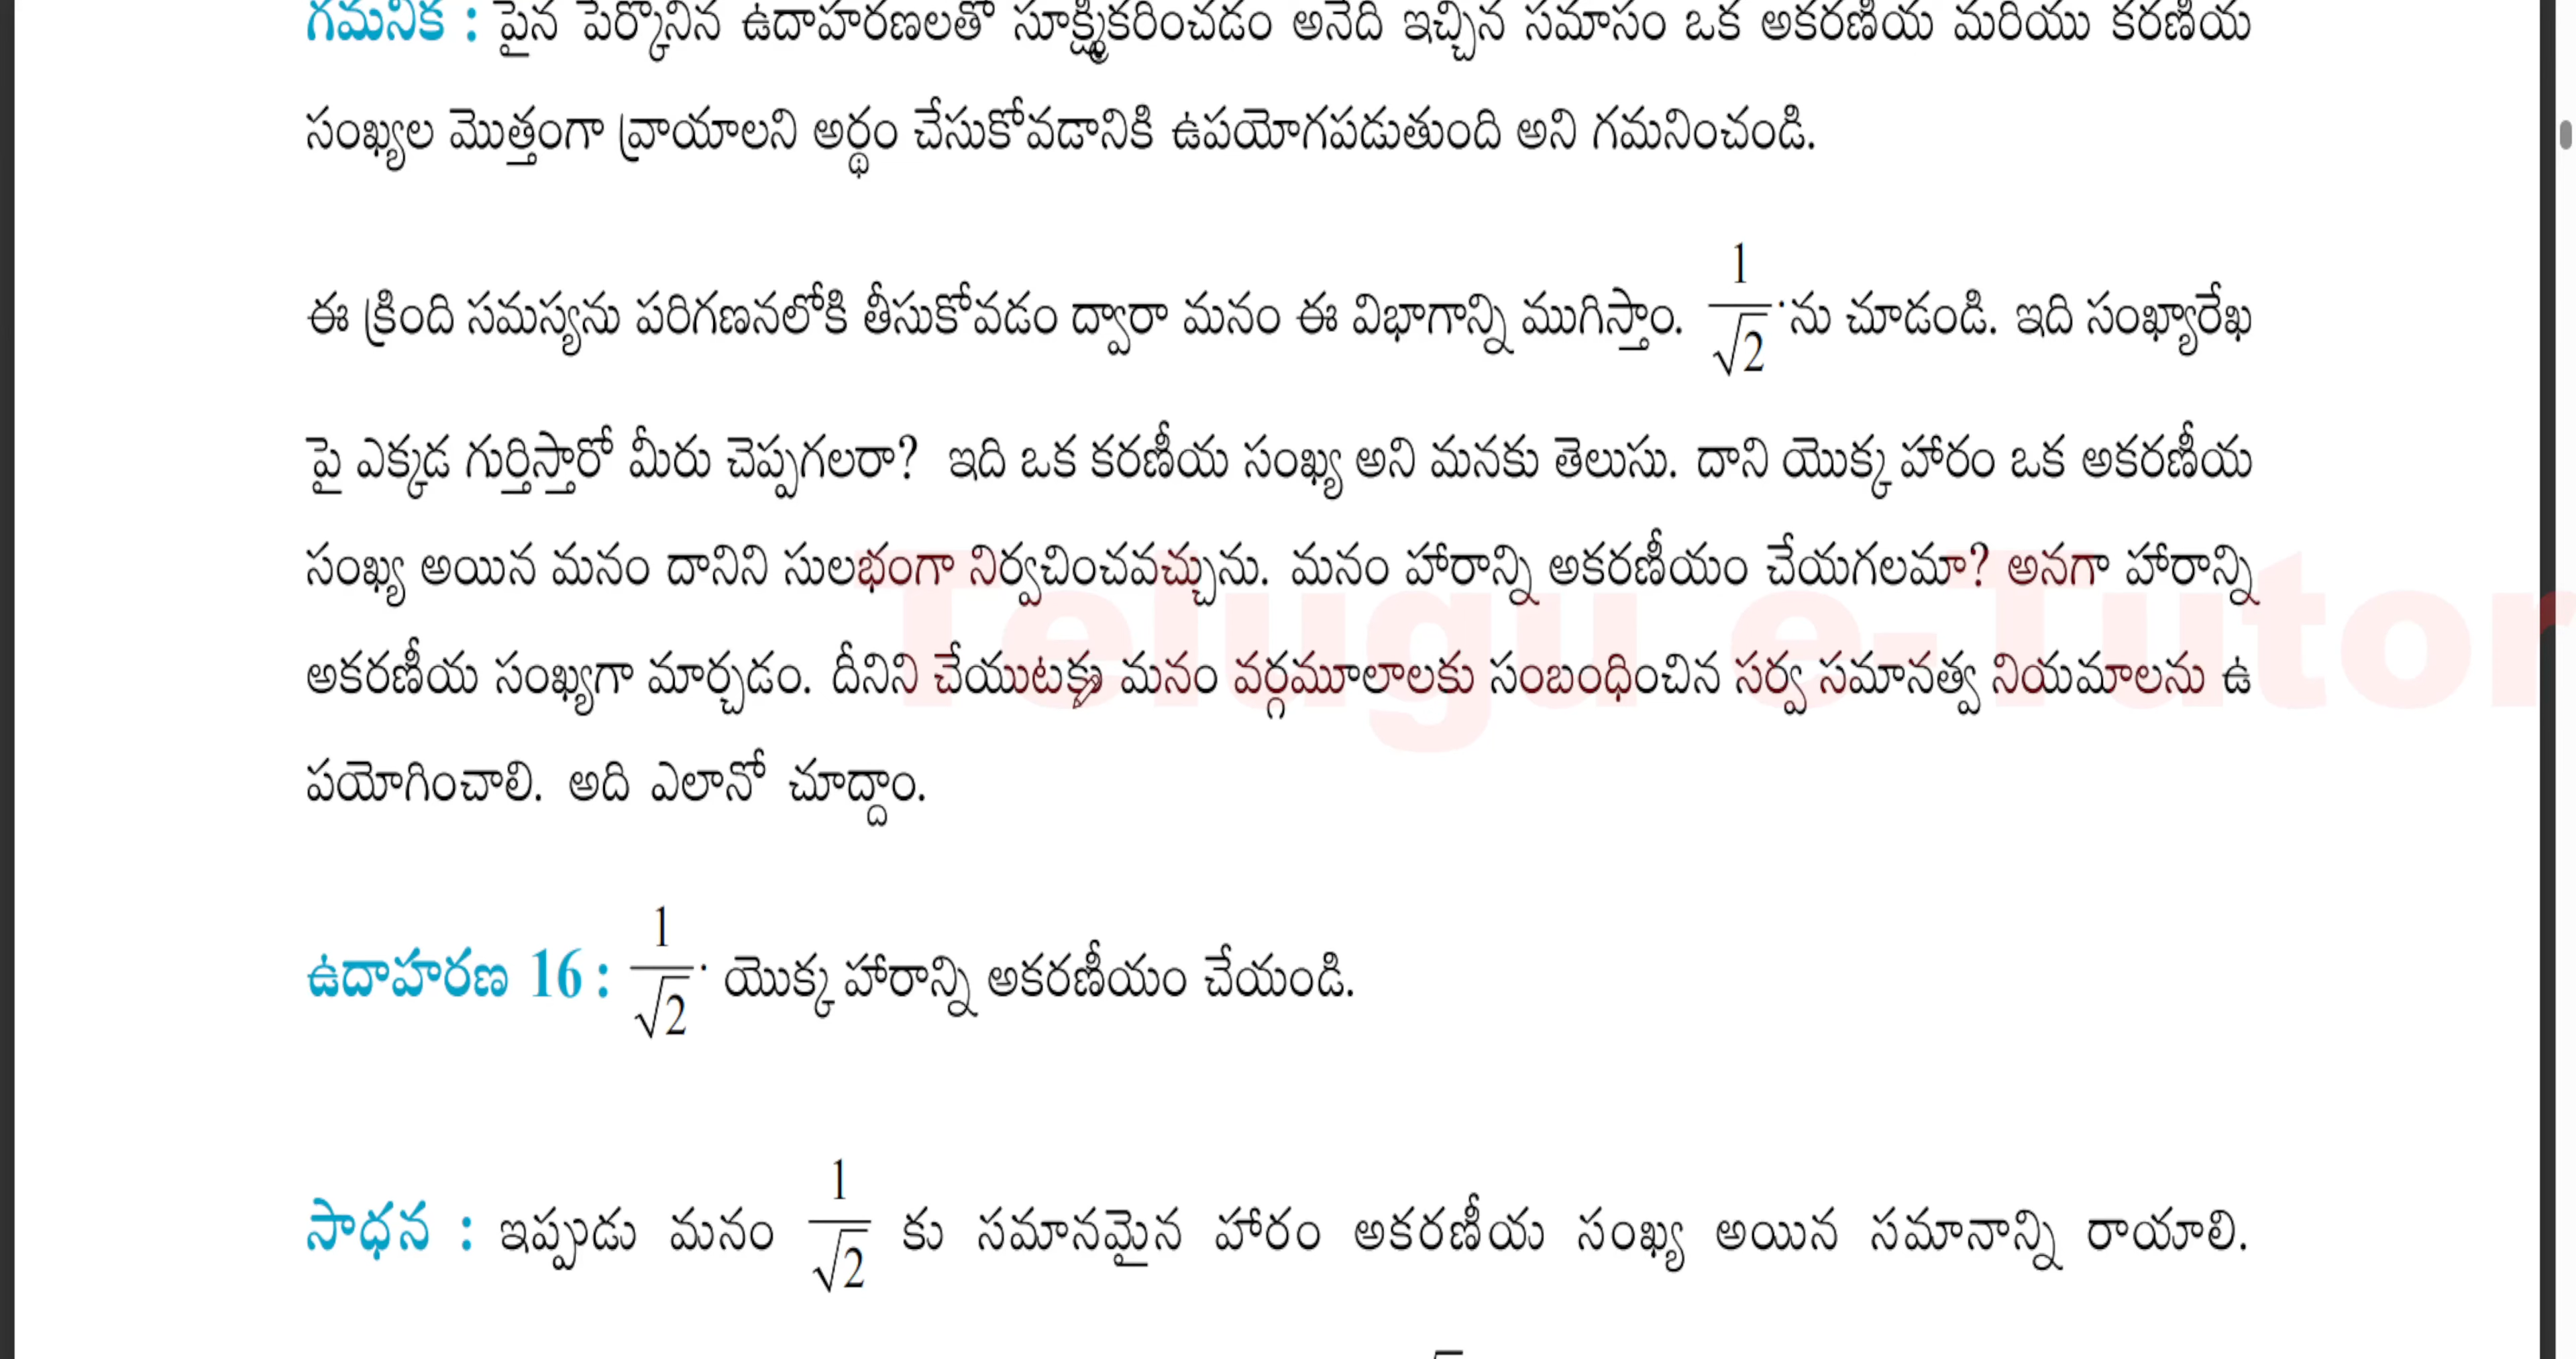 గమనిక : పైన పేర్కొనిన ఉదాహరణలతో సూక్ష్మీకరించడం అనేది ఇచ్చిన సమాసం ఒక అకరణీయ మరియు కరణీయ
సంఖ్యల మొత్తంగా వ్రాయాలని అర్థం చేసుకోవడానికి ఉపయోగపడుతుంది అని గమనించండి.
ఈ క్రింది సమస్యను పరిగణనలోకి తీసుకోవడం ద్వారా మనం ఈ విభాగాన్ని ముగిస్తాం. 1/√2 ను చూడండి. ఇది సంఖ్యారేఖ
పై ఎక్కడ గుర్తిస్తారో మీరు చెప్పగలరా? ఇది ఒక కరణీయ సంఖ్య అని మనకు తెలుసు. దాని యొక్క హారం ఒక అకరణీయ
సంఖ్య అయిన మనం దానిని సులభంగా నిర్వచించవచ్చును. మనం హారాన్ని అకరణీయం చేయగలమా? అనగా హారాన్ని
అకరణీయ సంఖ్యగా మార్చడం. దీనిని చేయుటకై మనం వర్గమూలాలకు సంబంధించిన సర్వ సమానత్వ నియమాలను ఉ
పయోగించాలి. అది ఎలానో చూద్దాం.
Telugu e-Tutor
ఉదాహరణ 16 : 1/√2 యొక్క హారాన్ని అకరణీయం చేయండి.
సాధన : ఇప్పుడు మనం 1/√2 కు సమానమైన హారం అకరణీయ సంఖ్య అయిన సమానాన్ని రాయాలి.